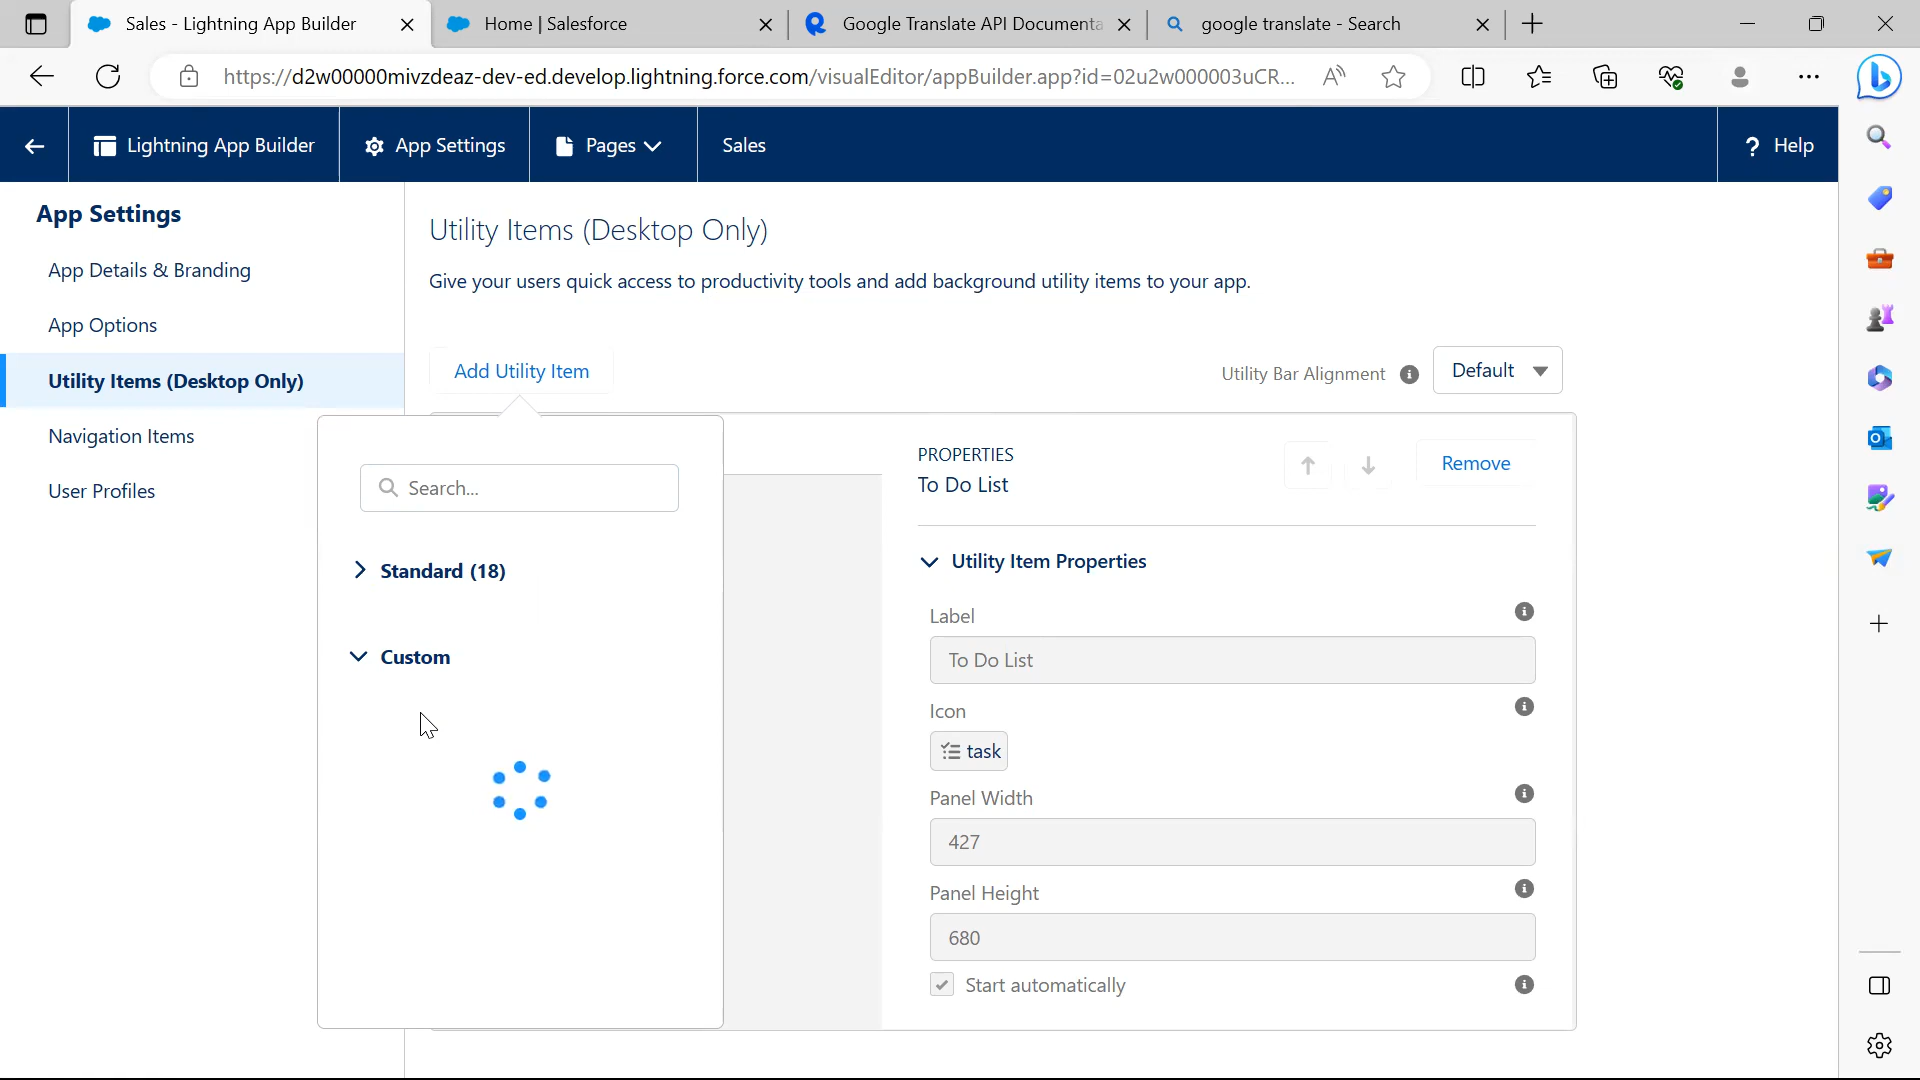 Sales - Lightning App Builder
Home | Salesforce
Google Translate API Documenta
google translate - Search
https://d2w00000mivzdeaz-dev-ed.develop.lightning.force.com/visualEditor/appBuilder.app?id=02u2w000003uCR...
Lightning App Builder
App Settings
Pages
Sales
? Help
App Settings
App Details & Branding
App Options
Utility Items (Desktop Only)
Navigation Items
User Profiles
Utility Items (Desktop Only)
Give your users quick access to productivity tools and add background utility items to your app.
Add Utility Item
Utility Bar Alignment
Default
Search...
Standard (18)
Custom
PROPERTIES
To Do List
Remove
Utility Item Properties
Label
To Do List
Icon
task
Panel Width
427
Panel Height
680
Start automatically